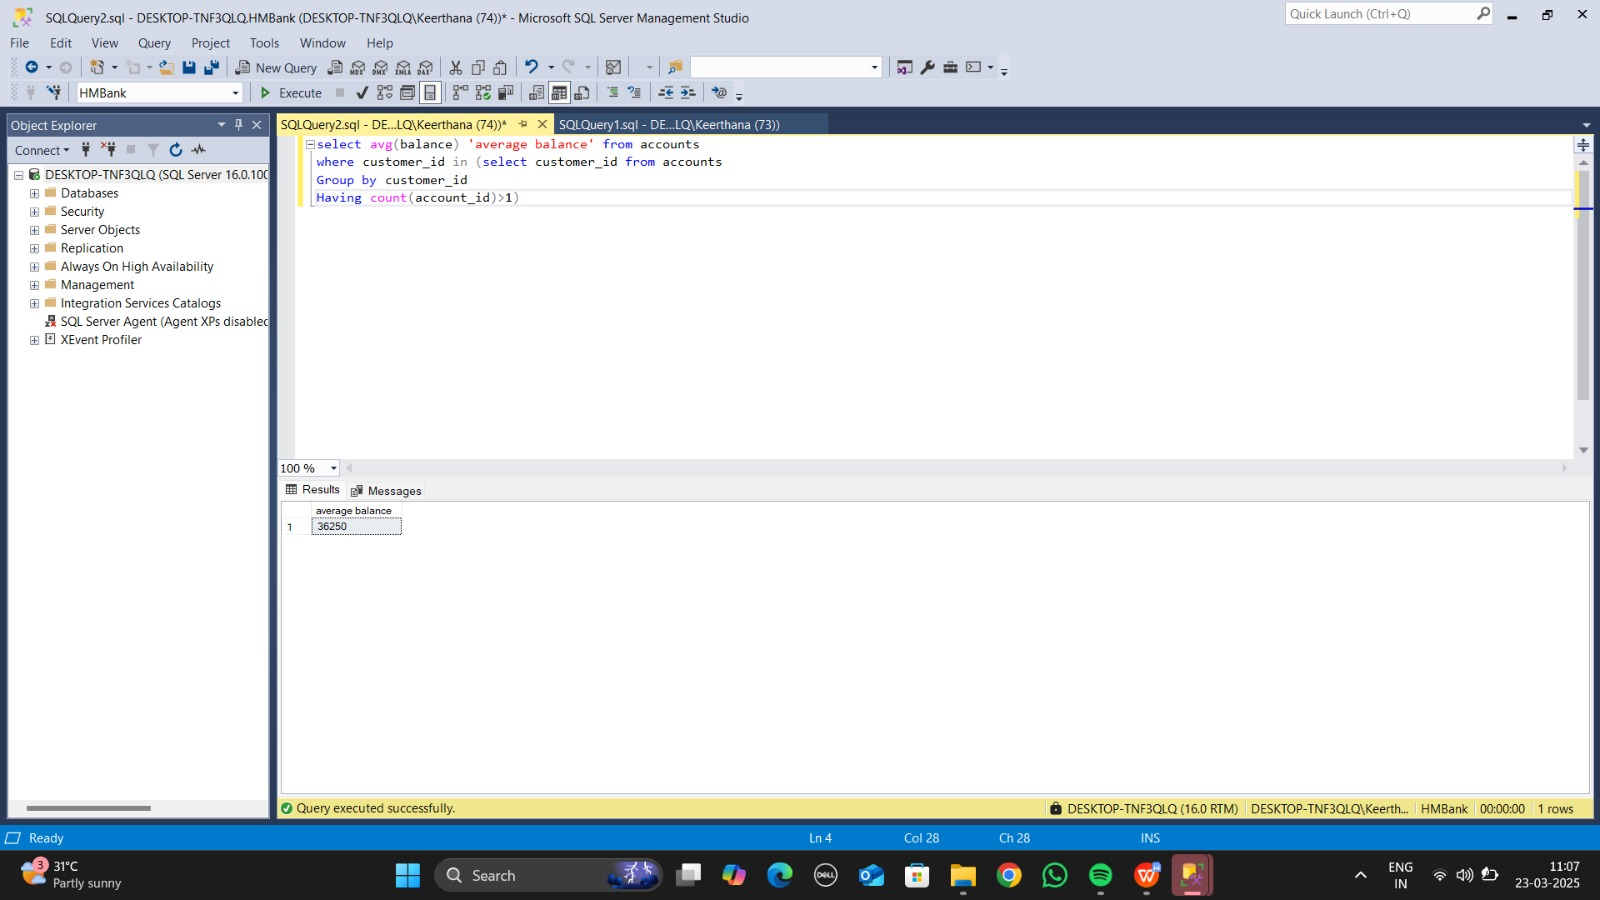 SQLQuery2.sql - DESKTOP-TNF3QLQ.HMBank (DESKTOP-TNF3QLQ\Keerthana (74))* - Microsoft SQL Server Management Studio
Quick Launch (Ctrl+Q)
File Edit View Query Project Tools Window Help
New Query MDX DMX XMLA DAX
HMBank Execute
Object Explorer
SQLQuery2.sql - DE...LQ\Keerthana (74))*
SQLQuery1.sql - DE...LQ\Keerthana (73))
Connect
DESKTOP-TNF3QLQ (SQL Server 16.0.100
Databases
Security
Server Objects
Replication
Always On High Availability
Management
Integration Services Catalogs
SQL Server Agent (Agent XPs disabled
XEvent Profiler
select avg(balance) 'average balance' from accounts
where customer_id in (select customer_id from accounts
Group by customer_id
Having count(account_id)>1)
100 %
Results Messages
average balance
1 36250
Query executed successfully.
DESKTOP-TNF3QLQ (16.0 RTM) DESKTOP-TNF3QLQ\Keerth... HMBank 00:00:00 1 rows
Ready Ln 4 Col 28 Ch 28 INS
3
31°C
Partly sunny
Search
DELL
ENG
IN
11:07
23-03-2025